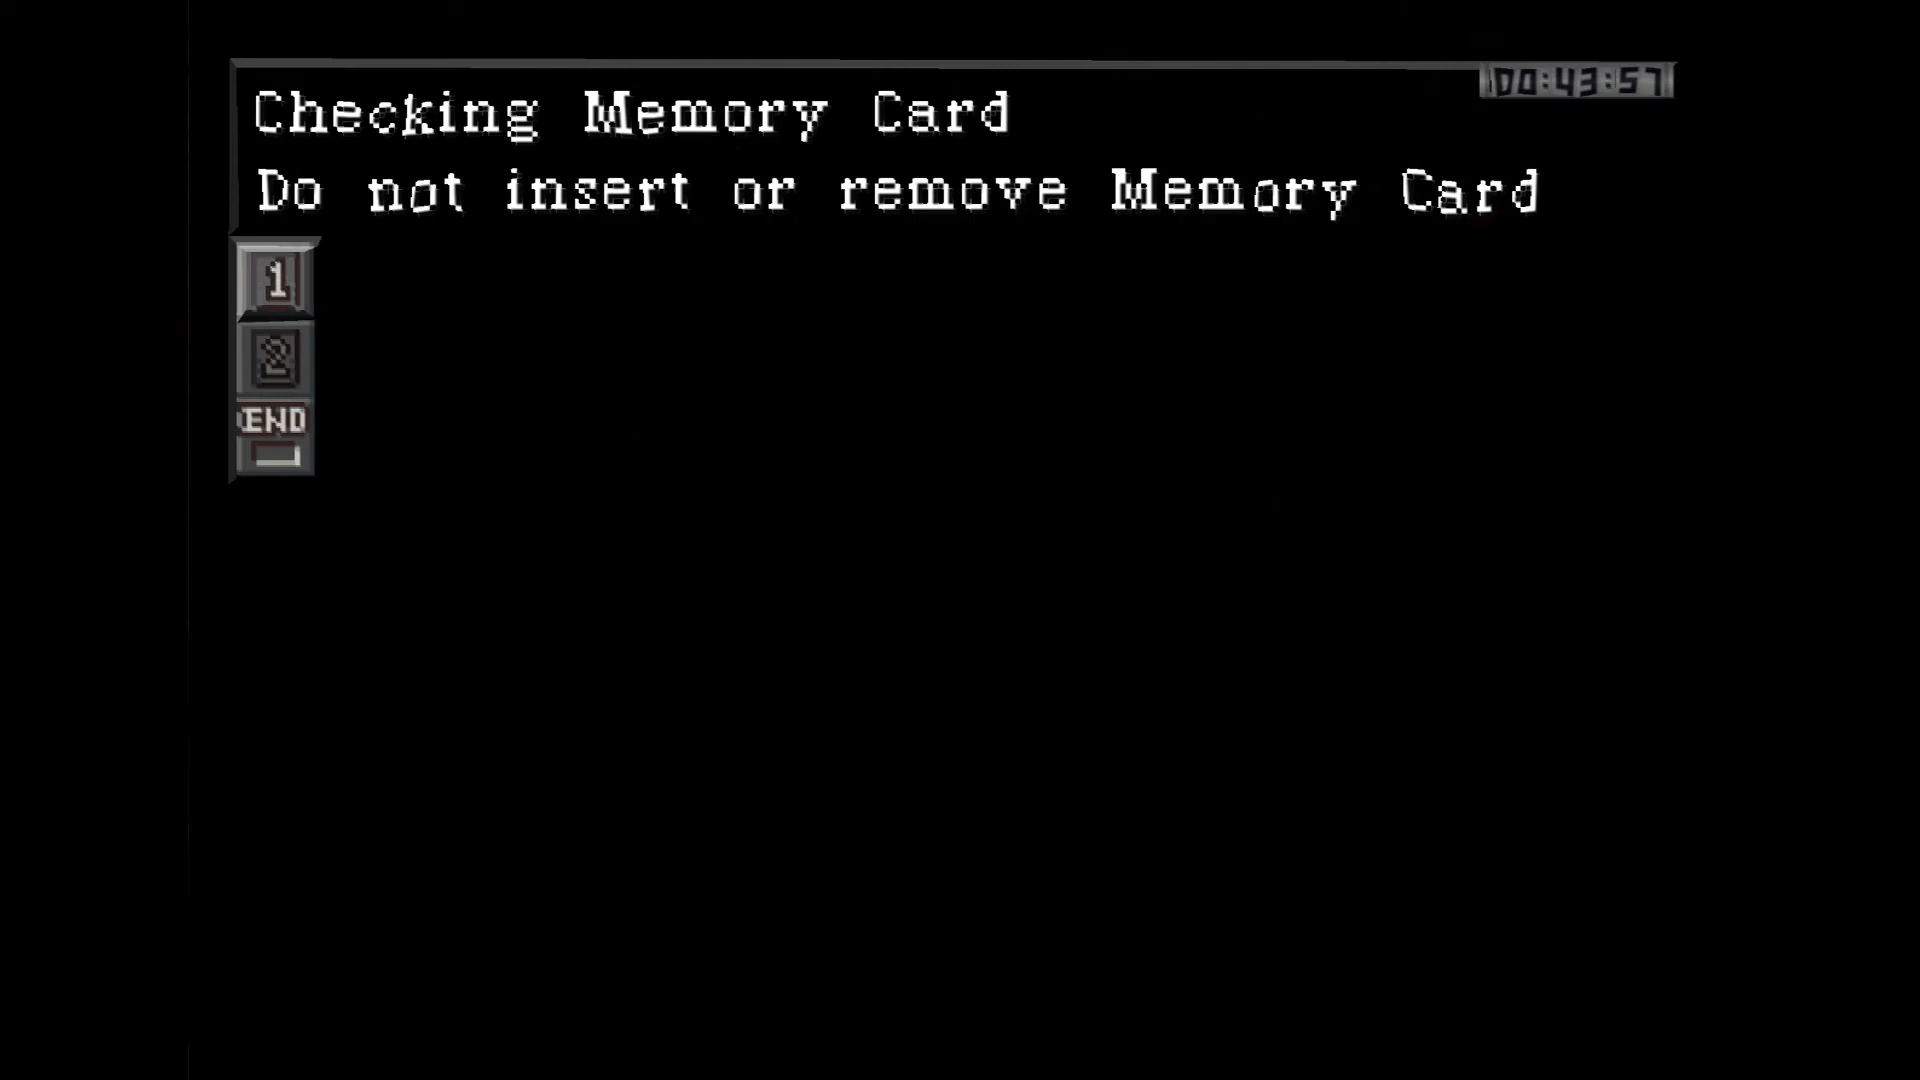 Checking Memory Card
00:43:57
Do not insert or remove Memory Card
1
2
END